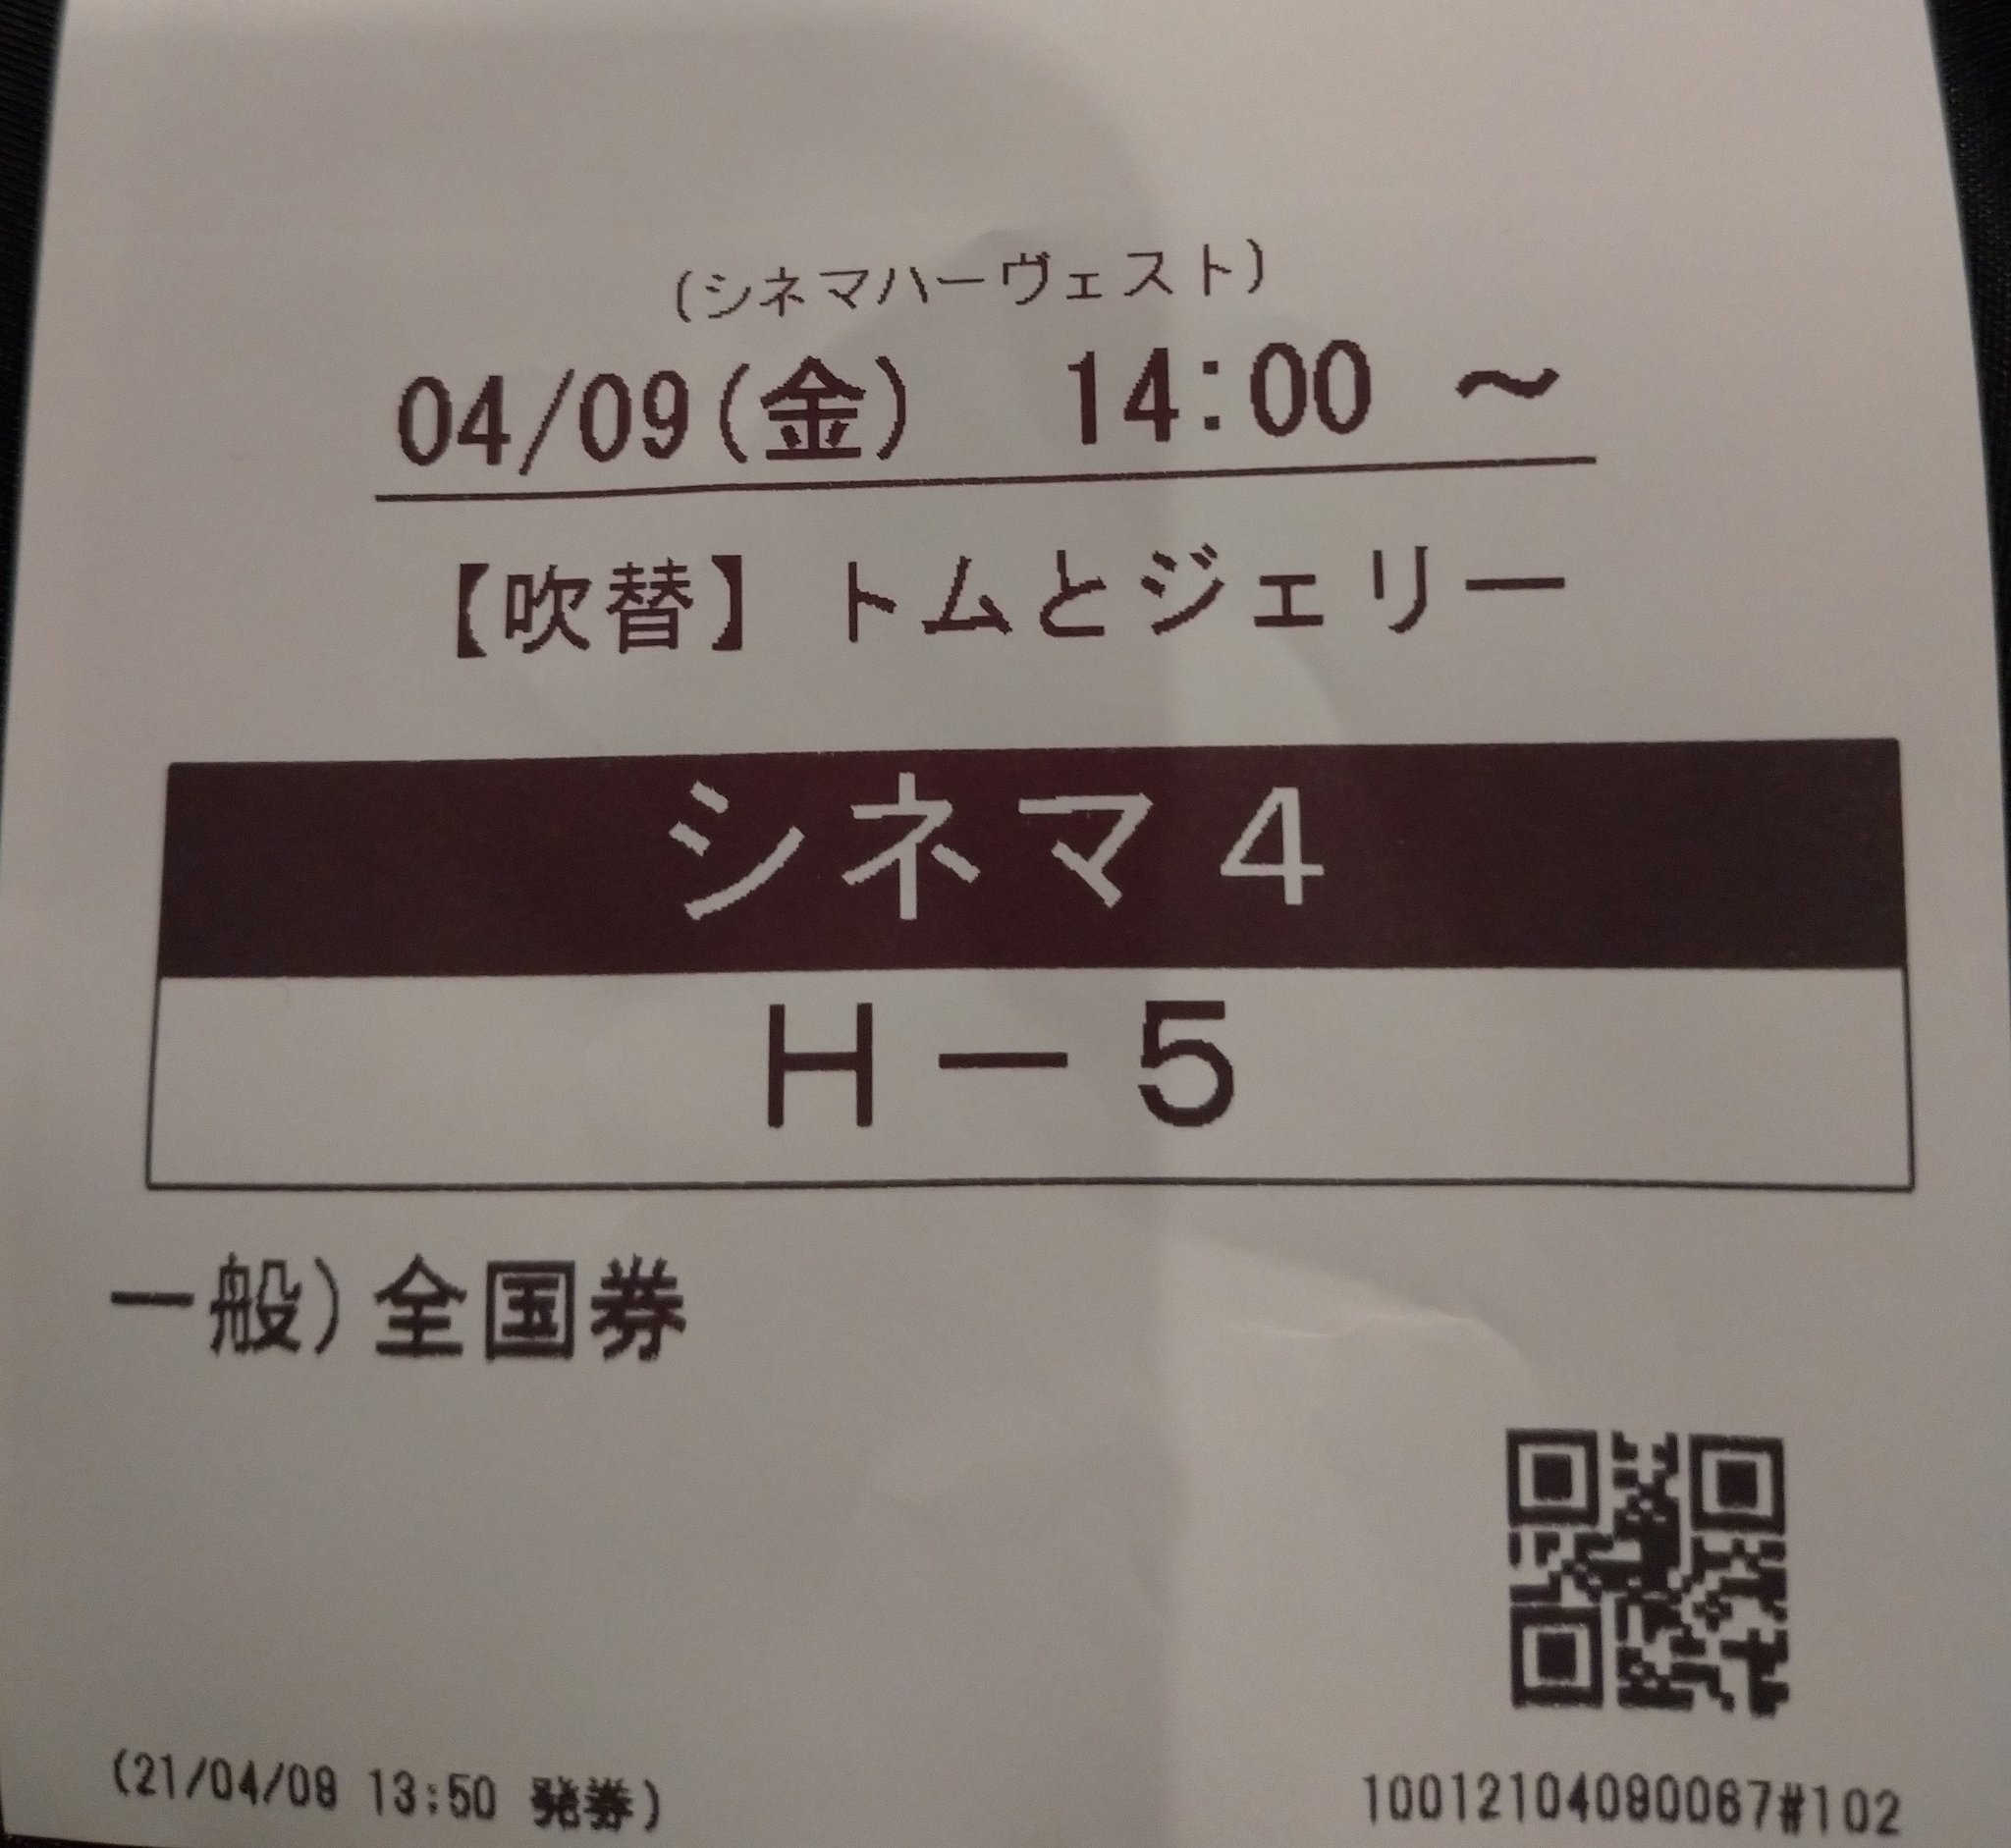 (シネマハーヴェスト)
04/09(金) 14:00 ～
【吹替】トムとジェリー
シネマ4
H－5
一般)全国券
(21/04/08 13:50 発券)
10012104080067#102